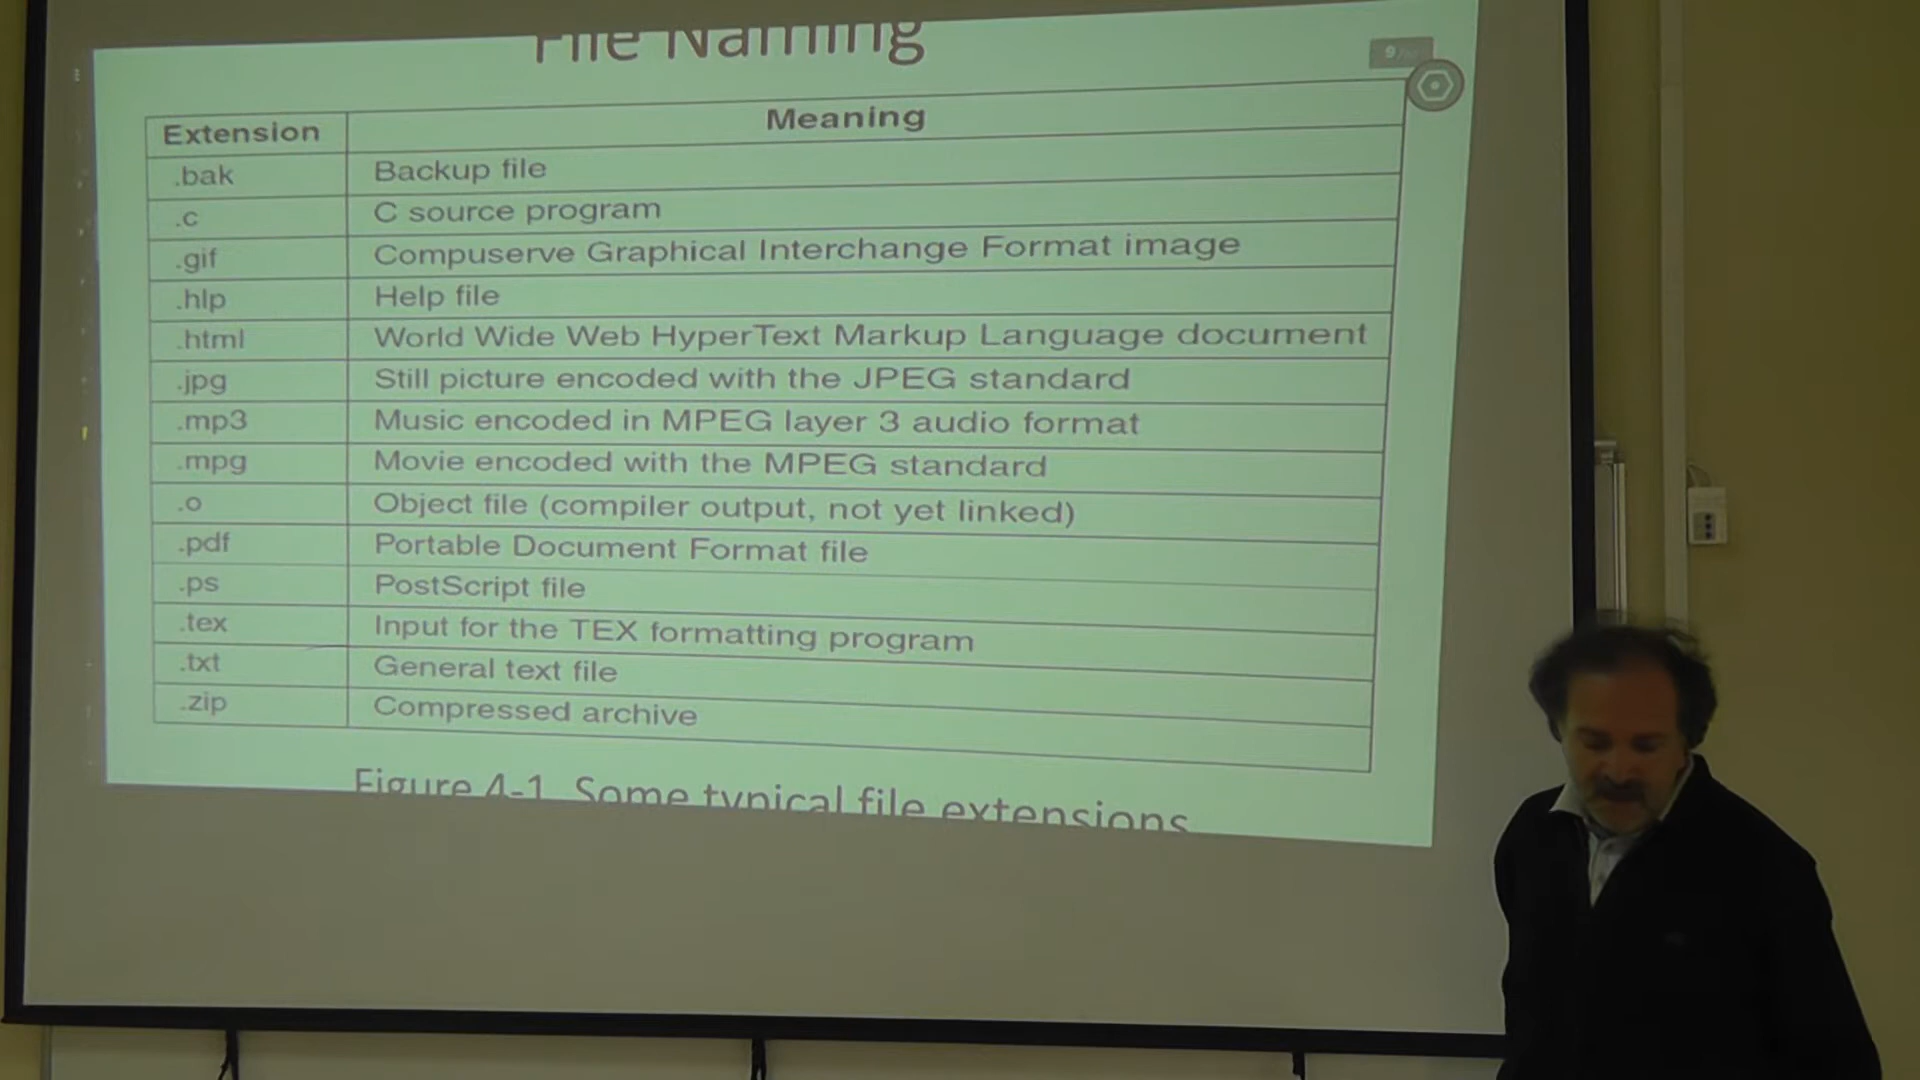 File Naming
9
Extension Meaning
.bak Backup file
.c C source program
.gif Compuserve Graphical Interchange Format image
.hlp Help file
.html World Wide Web HyperText Markup Language document
.jpg Still picture encoded with the JPEG standard
.mp3 Music encoded in MPEG layer 3 audio format
.mpg Movie encoded with the MPEG standard
.o Object file (compiler output, not yet linked)
.pdf Portable Document Format file
.ps PostScript file
.tex Input for the TEX formatting program
.txt General text file
.zip Compressed archive
Figure 4-1. Some typical file extensions